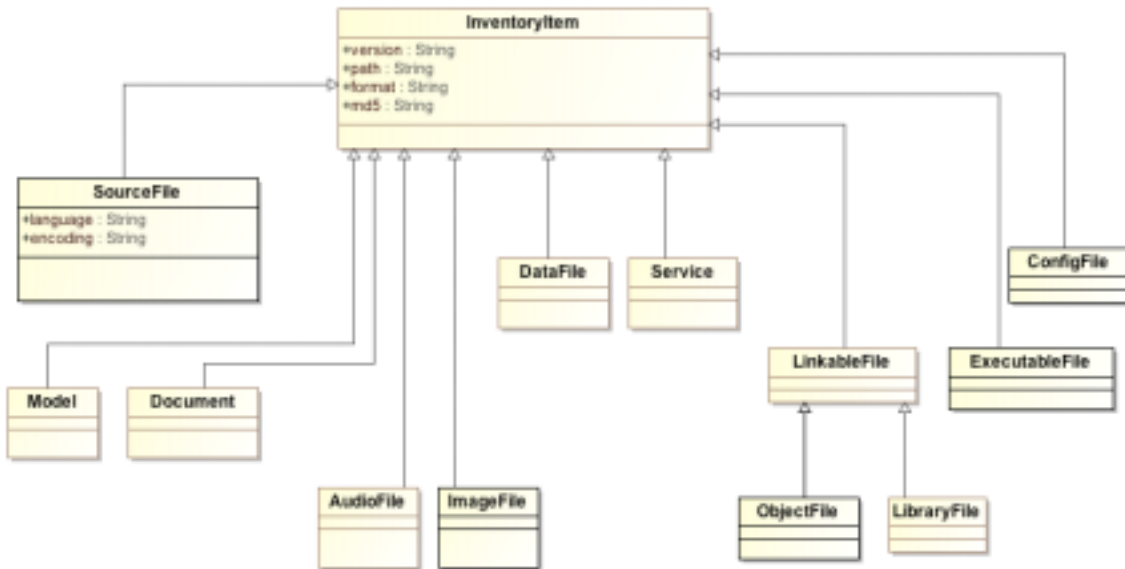 InventoryItem
+version : String
+path : String
+format : String
+md5 : String
SourceFile
+language : String
+encoding : String
DataFile
Service
ConfigFile
LinkableFile
ExecutableFile
Model
Document
AudioFile
ImageFile
ObjectFile
LibraryFile